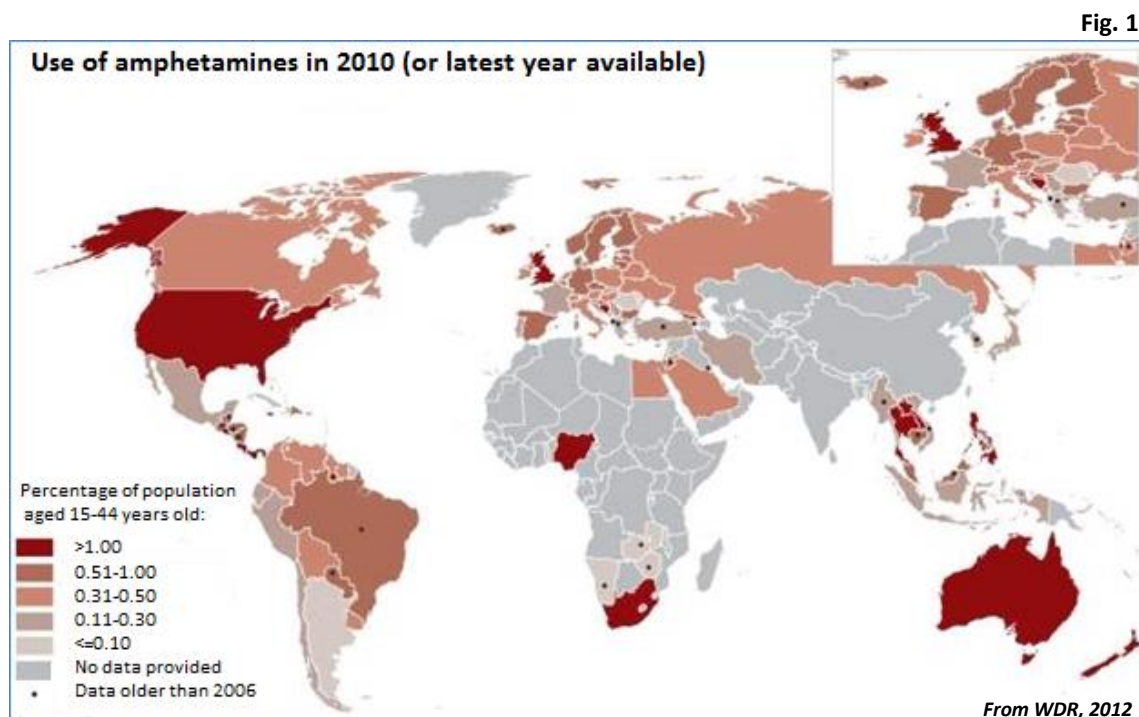 Fig. 1
Use of amphetamines in 2010 (or latest year available)
Percentage of population
aged 15-44 years old:
>1.00
0.51-1.00
0.31-0.50
0.11-0.30
<=0.10
No data provided
Data older than 2006
From WDR, 2012